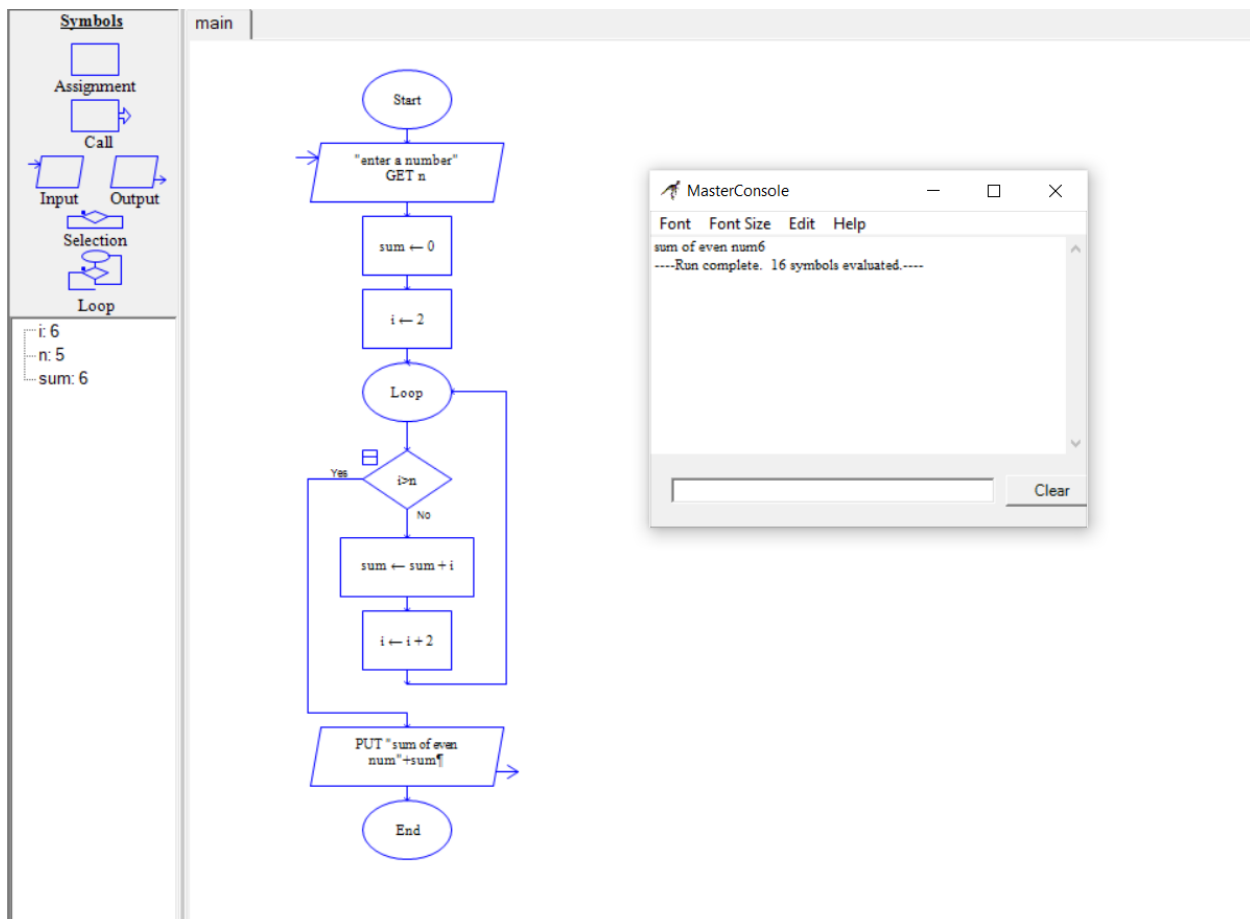 Symbols
Assignment
Call
Input Output
Selection
Loop
i: 6
n: 5
sum: 6
main
Start
"enter a number"
GET n
sum ← 0
i ← 2
Loop
Yes
i>n
No
sum ← sum + i
i ← i + 2
PUT "sum of even
num"+sum¶
End
MasterConsole
Font Font Size Edit Help
sum of even num6
----Run complete. 16 symbols evaluated.----
Clear